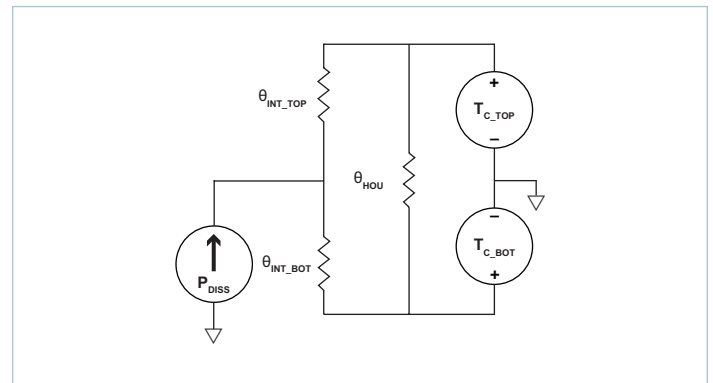 θINT_TOP
+
TC_TOP
–
θHOU
–
TC_BOT
+
θINT_BOT
PDISS